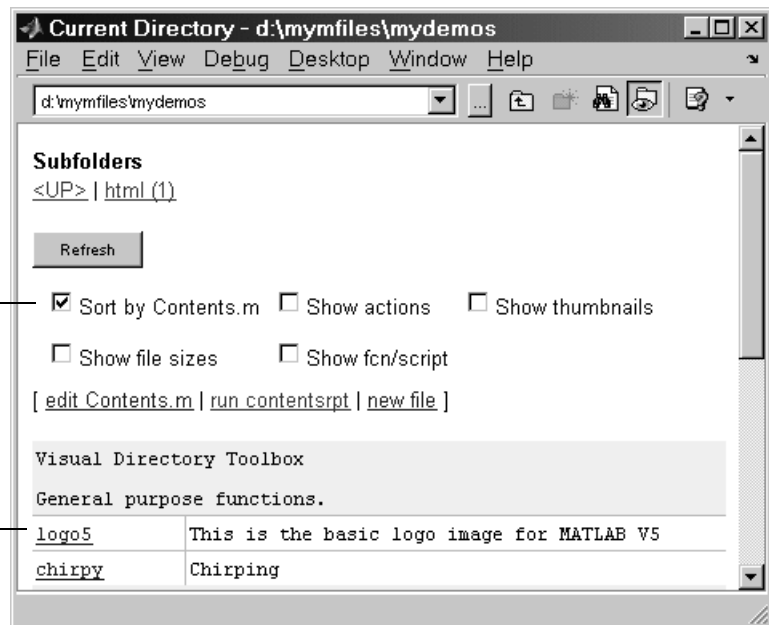 Current Directory - d:\mymfiles\mydemos
File Edit View Debug Desktop Window Help
d:\mymfiles\mydemos ...
Subfolders
<UP> | html (1)
Refresh
Sort by Contents.m Show actions Show thumbnails
Show file sizes Show fcn/script
[ edit Contents.m | run contentsrpt | new file ]
Visual Directory Toolbox
General purpose functions.
logo5 This is the basic logo image for MATLAB V5
chirpy Chirping